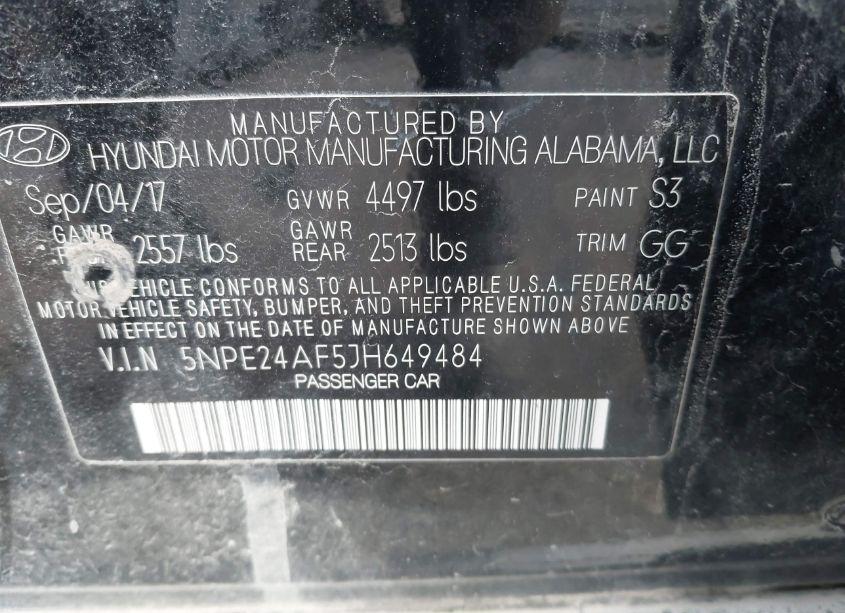 MANUFACTURED BY
HYUNDAI MOTOR MANUFACTURING ALABAMA, LLC
Sep/04/17 GVWR 4497 lbs PAINT S3
GAWR 2557 lbs GAWR REAR 2513 lbs TRIM GG
VEHICLE CONFORMS TO ALL APPLICABLE U.S.A. FEDERAL
MOTOR VEHICLE SAFETY, BUMPER, AND THEFT PREVENTION STANDARDS
IN EFFECT ON THE DATE OF MANUFACTURE SHOWN ABOVE
V.I.N 5NPE24AF5JH649484
PASSENGER CAR